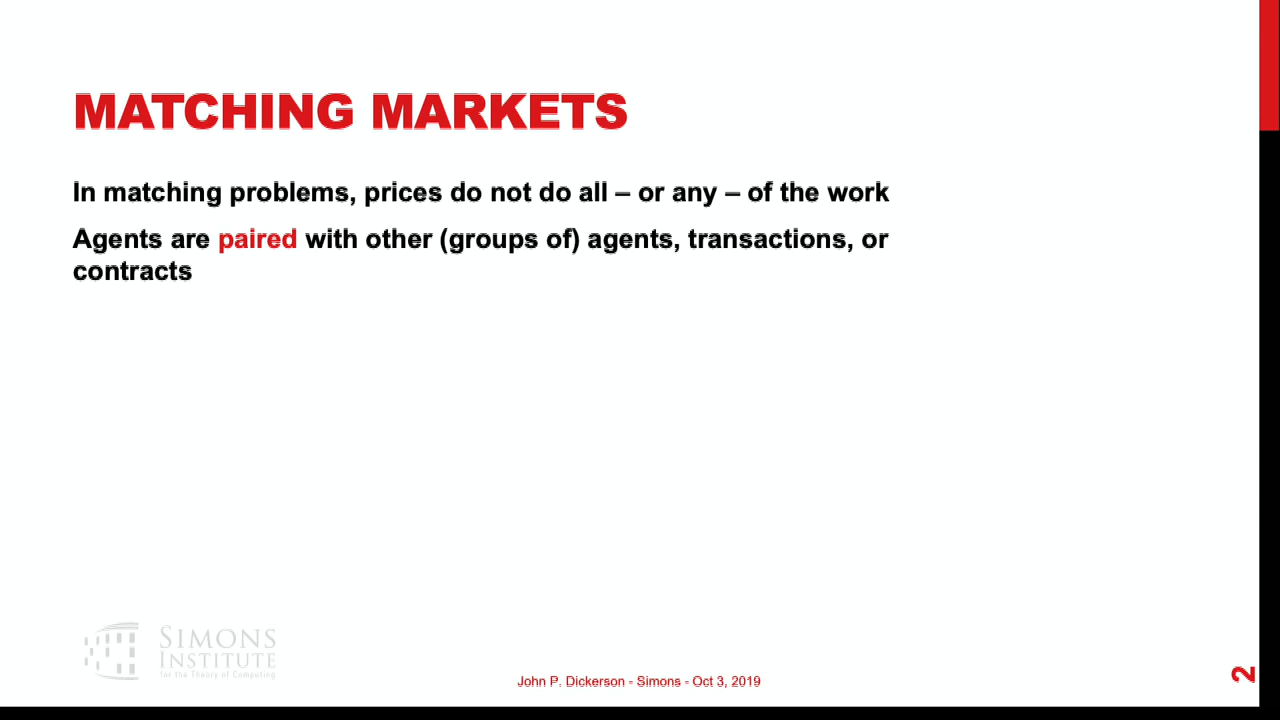 MATCHING MARKETS
In matching problems, prices do not do all – or any – of the work
Agents are paired with other (groups of) agents, transactions, or
contracts
SIMONS
INSTITUTE
for the Theory of Computing
John P. Dickerson - Simons - Oct 3, 2019
2